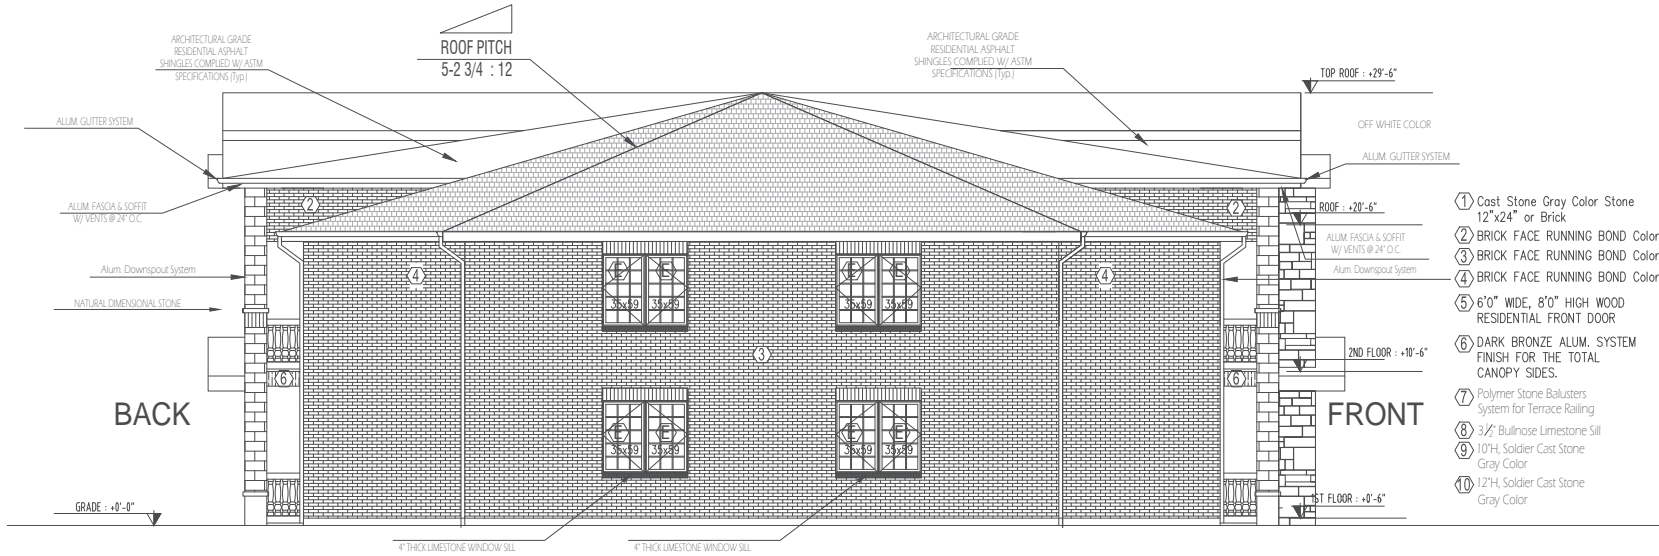 ARCHITECTURAL GRADE
RESIDENTIAL ASPHALT
SHINGLES COMPLIED W/ ASTM
SPECIFICATIONS (Typ.)
ROOF PITCH
5-2 3/4 : 12
ARCHITECTURAL GRADE
RESIDENTIAL ASPHALT
SHINGLES COMPLIED W/ ASTM
SPECIFICATIONS (Typ.)
TOP ROOF : +29'-6"
ALUM. GUTTER SYSTEM
OFF WHITE COLOR
ALUM. GUTTER SYSTEM
ALUM. FASCIA & SOFFIT
W/ VENTS @ 24" O.C.
2
2
ROOF : +20'-6"
ALUM. FASCIA & SOFFIT
W/ VENTS @ 24" O.C.
Alum. Downspout System
4
4
Alum. Downspout System
NATURAL DIMENSIONAL STONE
E E
35x59 35x59
E E
35x59 35x59
3
2ND FLOOR : +10'-6"
6
6
BACK
FRONT
E E
35x59 35x59
E E
35x59 35x59
GRADE : +0'-0"
1ST FLOOR : +0'-6"
4" THICK LIMESTONE WINDOW SILL
4" THICK LIMESTONE WINDOW SILL
1 Cast Stone Gray Color Stone
12"x24" or Brick
2 BRICK FACE RUNNING BOND Color
3 BRICK FACE RUNNING BOND Color
4 BRICK FACE RUNNING BOND Color
5 6'0" WIDE, 8'0" HIGH WOOD
RESIDENTIAL FRONT DOOR
6 DARK BRONZE ALUM. SYSTEM
FINISH FOR THE TOTAL
CANOPY SIDES.
7 Polymer Stone Balusters
System for Terrace Railing
8 3½" Bullnose Limestone Sill
9 10"H, Soldier Cast Stone
Gray Color
10 12"H, Soldier Cast Stone
Gray Color